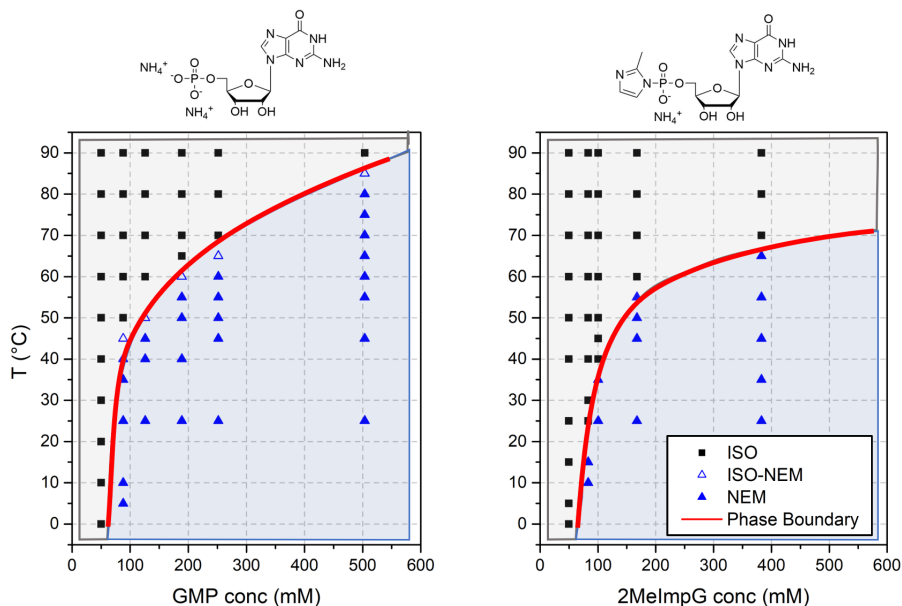 O
N
NH
NH₄⁺
O
N
N
NH₂
⁻O-P-O
O
O⁻
NH₄⁺
OH OH
O
N
NH
N
O
N
N
NH₂
N-P-O
O
O⁻
NH₄⁺
OH OH
T (°C)
90
80
70
60
50
40
30
20
10
0
0 100 200 300 400 500 600
GMP conc (mM)
90
80
70
60
50
40
30
20
10
0
0 100 200 300 400 500 600
2MeImpG conc (mM)
ISO
ISO-NEM
NEM
Phase Boundary